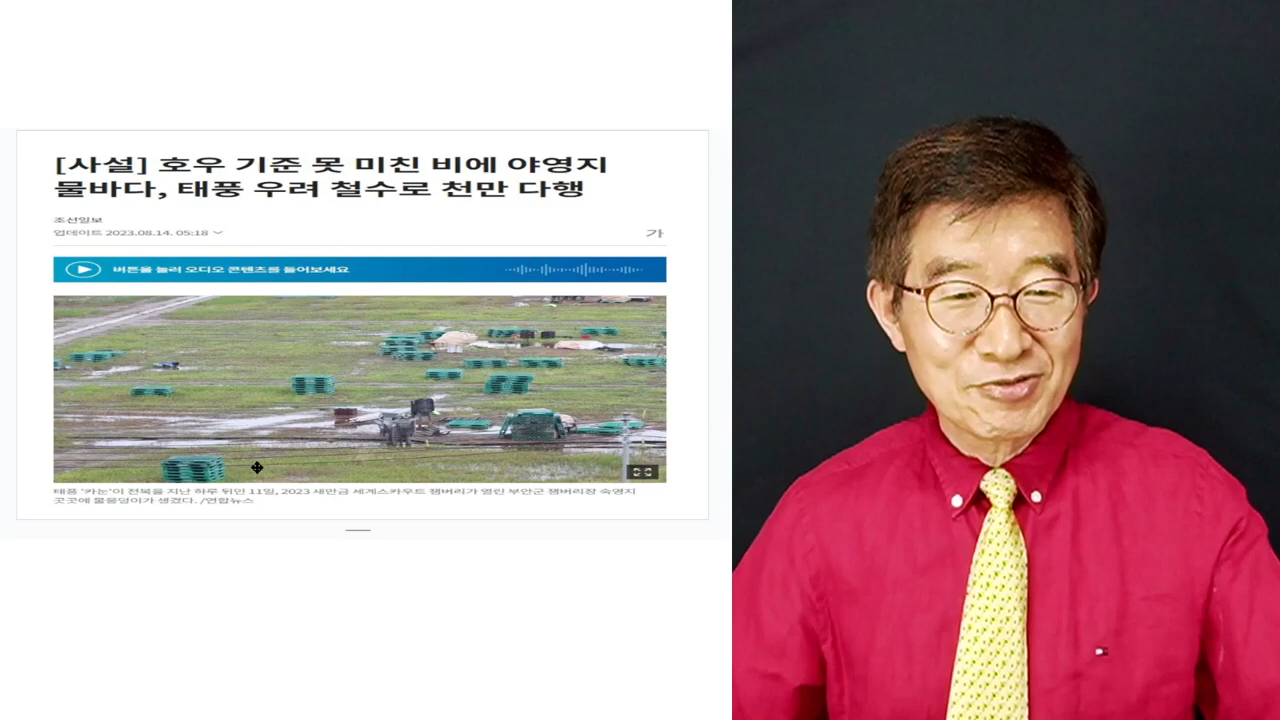 [사설] 호우 기준 못 미친 비에 야영지
물바다, 태풍 우려 철수로 천만 다행
조선일보
업데이트 2023.08.14. 05:18
가
버튼을 눌러 오디오 콘텐츠를 들어보세요
태풍 '카눈'이 전북을 지난 하루 뒤인 11일, 2023 새만금 세계스카우트 잼버리가 열린 부안군 잼버리장 숙영지
곳곳에 물웅덩이가 생겼다. /연합뉴스